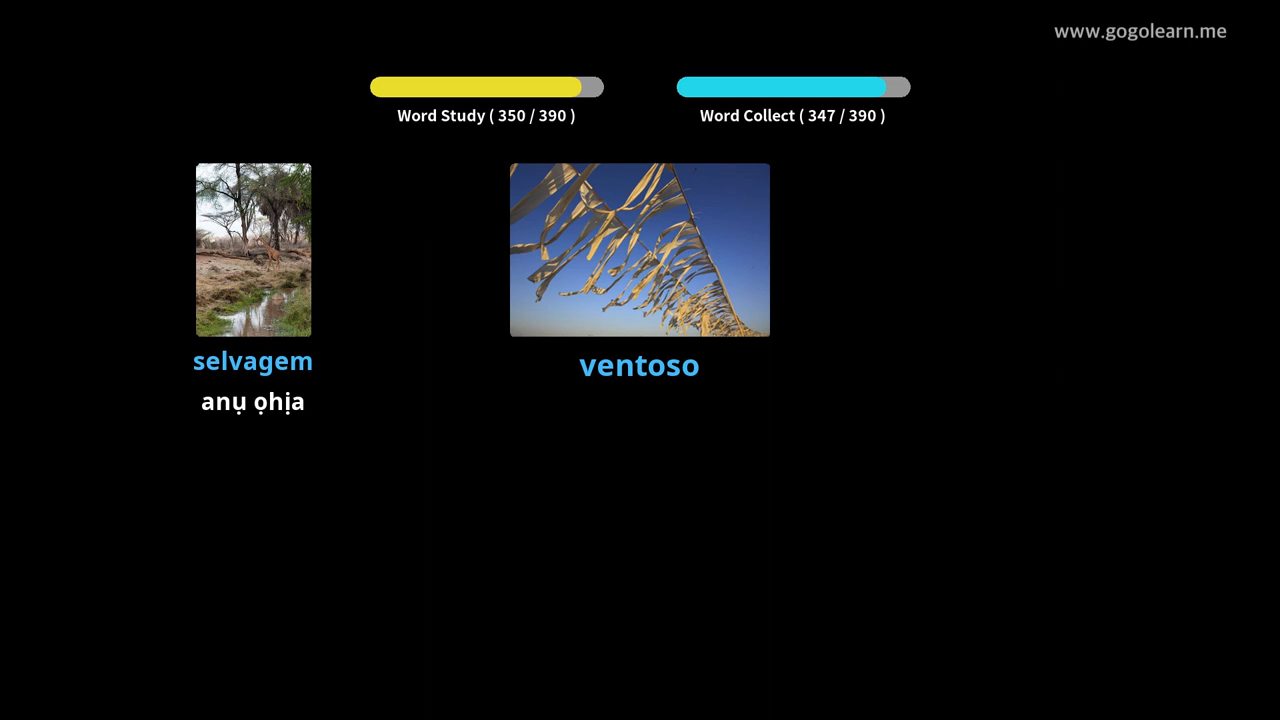 www.gogolearn.me
Word Study ( 350 / 390 )
Word Collect ( 347 / 390 )
selvagem
anụ ọhịa
ventoso